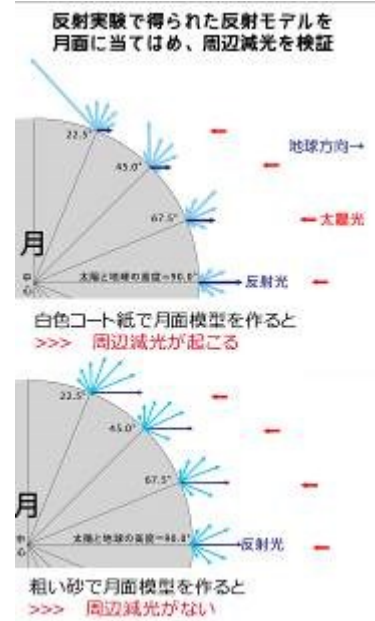 反射実験で得られた反射モデルを
月面に当てはめ、周辺減光を検証
22.5°
地球方向→
45.0°
67.5°
太陽光
月
中心
太陽と地球の高度=90.0°
反射光
白色コート紙で月面模型を作ると
>>> 周辺減光が起こる
22.5°
45.0°
67.5°
月
中心
太陽と地球の高度=90.0°
反射光
粗い砂で月面模型を作ると
>>> 周辺減光がない